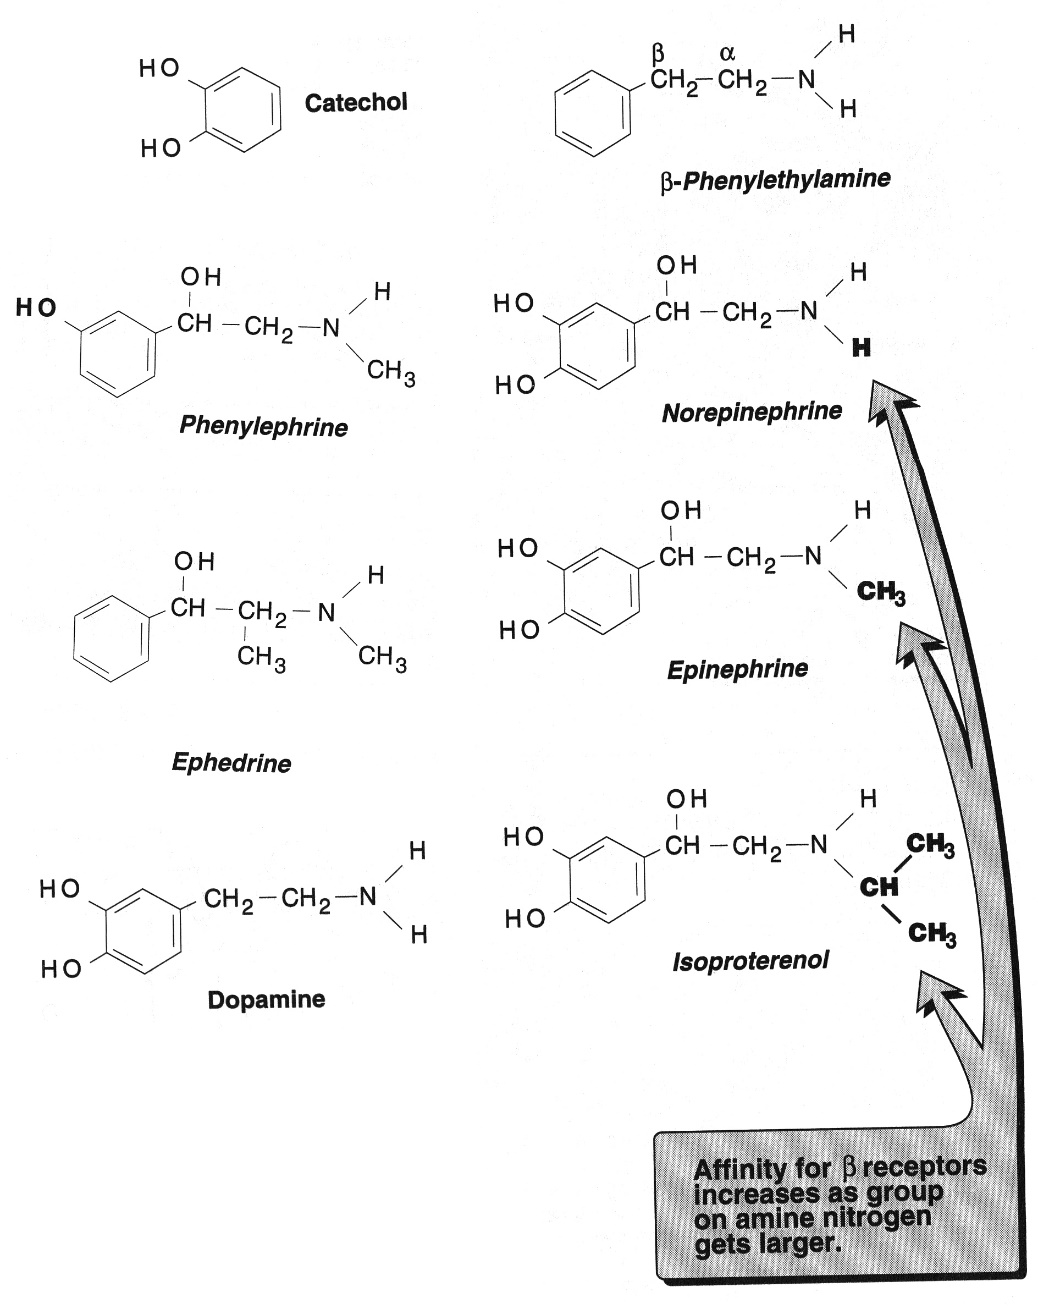 HO
HO
Catechol
β α
CH₂ CH₂ N
H
H
β-Phenylethylamine
HO
OH
CH CH₂ N
H
CH₃
Phenylephrine
HO
HO
OH
CH CH₂ N
H
H
Norepinephrine
OH
CH CH₂ N
H
CH₃
CH₃
Ephedrine
HO
HO
OH
CH CH₂ N
H
CH₃
Epinephrine
HO
HO
CH₂ CH₂ N
H
H
Dopamine
HO
HO
OH
CH CH₂ N
H
CH₃
CH
CH₃
Isoproterenol
Affinity for β receptors
increases as group
on amine nitrogen
gets larger.